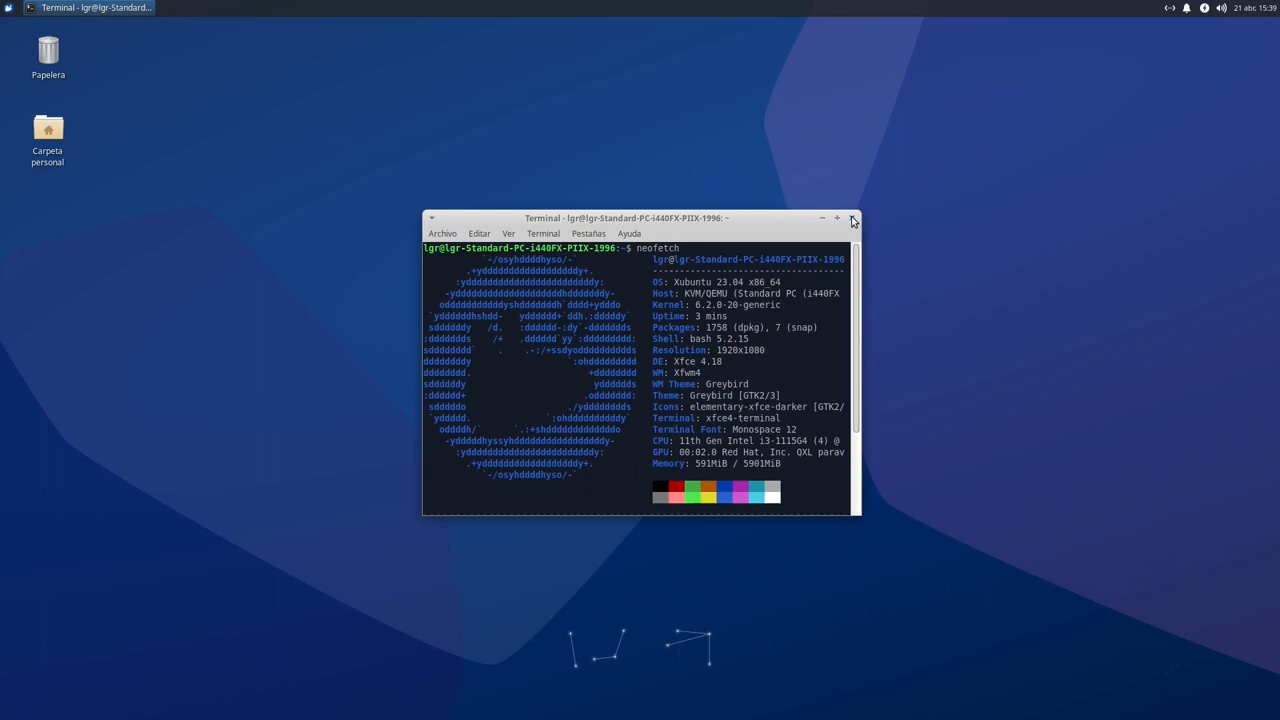 Terminal - lgr@lgr-Standard...
21 abr, 15:39
Papelera
Carpeta
personal
Terminal - lgr@lgr-Standard-PC-i440FX-PIIX-1996: ~
Archivo Editar Ver Terminal Pestañas Ayuda
lgr@lgr-Standard-PC-i440FX-PIIX-1996:~$ neofetch
lgr@lgr-Standard-PC-i440FX-PIIX-1996
------------------------------------
OS: Xubuntu 23.04 x86_64
Host: KVM/QEMU (Standard PC (i440FX
Kernel: 6.2.0-20-generic
Uptime: 3 mins
Packages: 1758 (dpkg), 7 (snap)
Shell: bash 5.2.15
Resolution: 1920x1080
DE: Xfce 4.18
WM: Xfwm4
WM Theme: Greybird
Theme: Greybird [GTK2/3]
Icons: elementary-xfce-darker [GTK2/
Terminal: xfce4-terminal
Terminal Font: Monospace 12
CPU: 11th Gen Intel i3-1115G4 (4) @
GPU: 00:02.0 Red Hat, Inc. QXL parav
Memory: 591MiB / 5901MiB